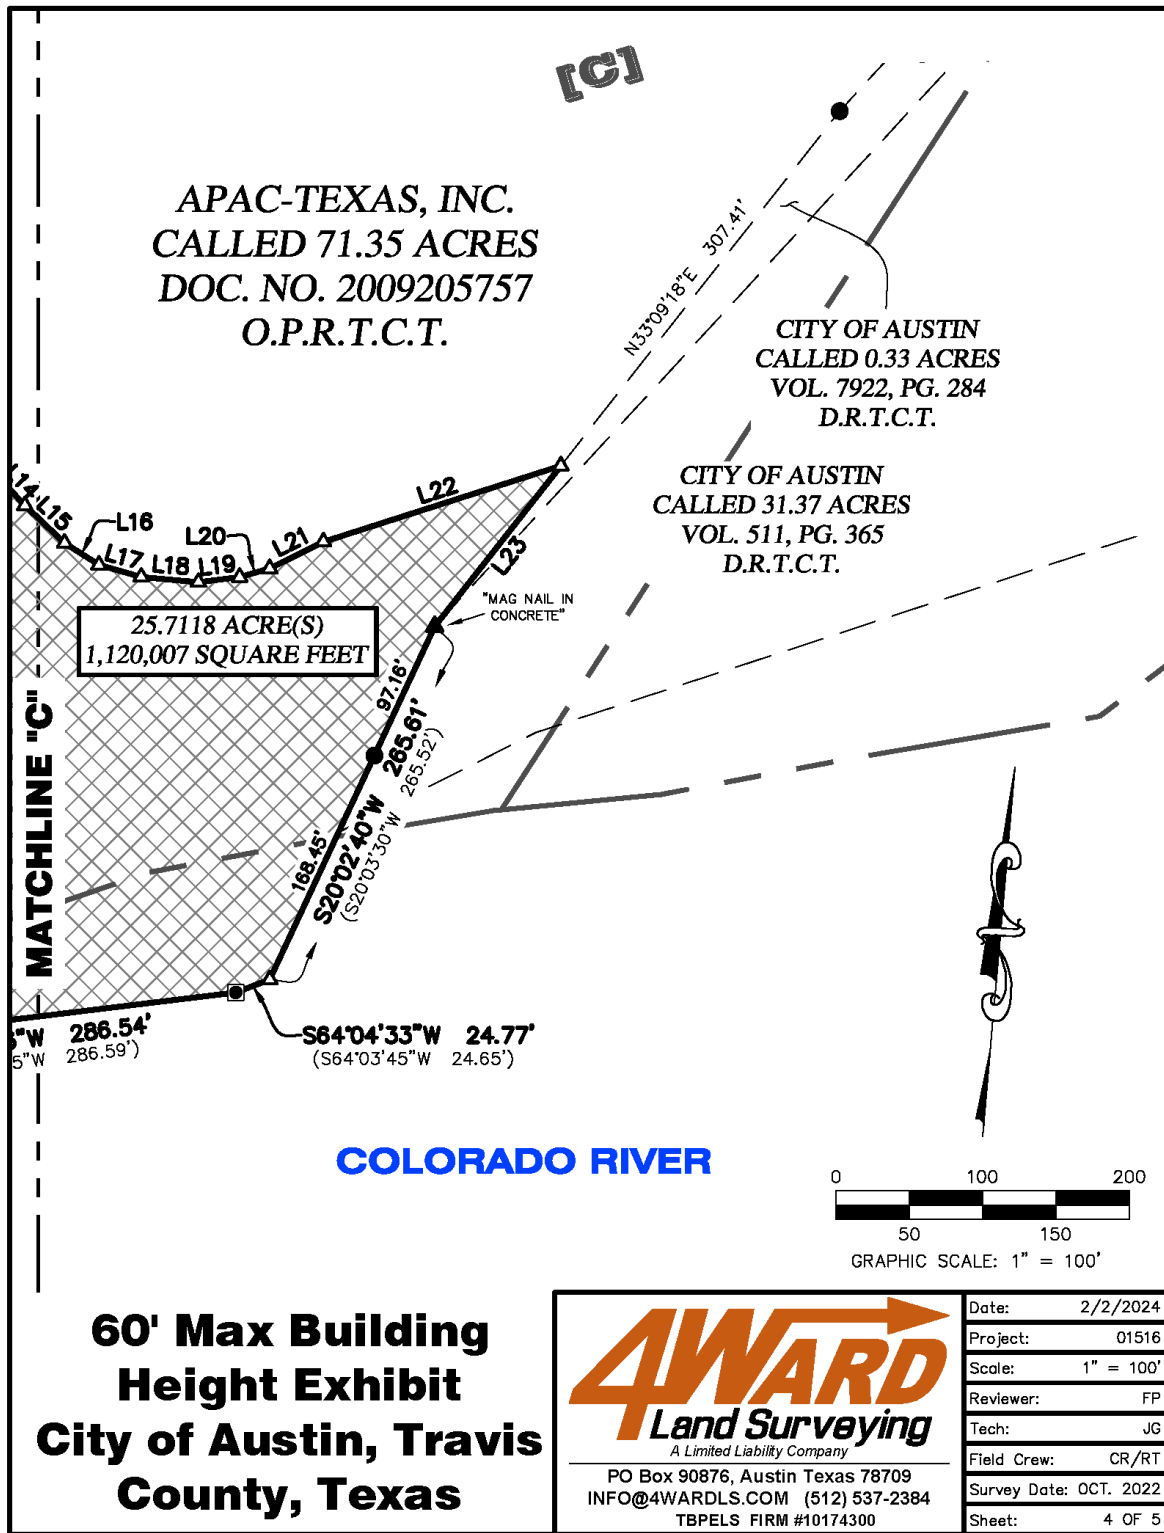 [C]
APAC-TEXAS, INC.
CALLED 71.35 ACRES
DOC. NO. 2009205757
O.P.R.T.C.T.
N33°09'18"E 307.41'
CITY OF AUSTIN
CALLED 0.33 ACRES
VOL. 7922, PG. 284
D.R.T.C.T.
CITY OF AUSTIN
CALLED 31.37 ACRES
VOL. 511, PG. 365
D.R.T.C.T.
L14
L15
L16
L17
L18
L19
L20
L21
L22
L23
"MAG NAIL IN
CONCRETE"
25.7118 ACRE(S)
1,120,007 SQUARE FEET
MATCHLINE "C"
97.16'
168.45'
S20°02'40"W 265.61'
(S20°03'30"W 265.52')
"W 286.54'
5"W 286.59')
S64°04'33"W 24.77'
(S64°03'45"W 24.65')
COLORADO RIVER
0 100 200
50 150
GRAPHIC SCALE: 1" = 100'
60' Max Building
Height Exhibit
City of Austin, Travis
County, Texas
4WARD
Land Surveying
A Limited Liability Company
PO Box 90876, Austin Texas 78709
INFO@4WARDLS.COM (512) 537-2384
TBPELS FIRM #10174300
Date: 2/2/2024
Project: 01516
Scale: 1" = 100'
Reviewer: FP
Tech: JG
Field Crew: CR/RT
Survey Date: OCT. 2022
Sheet: 4 OF 5